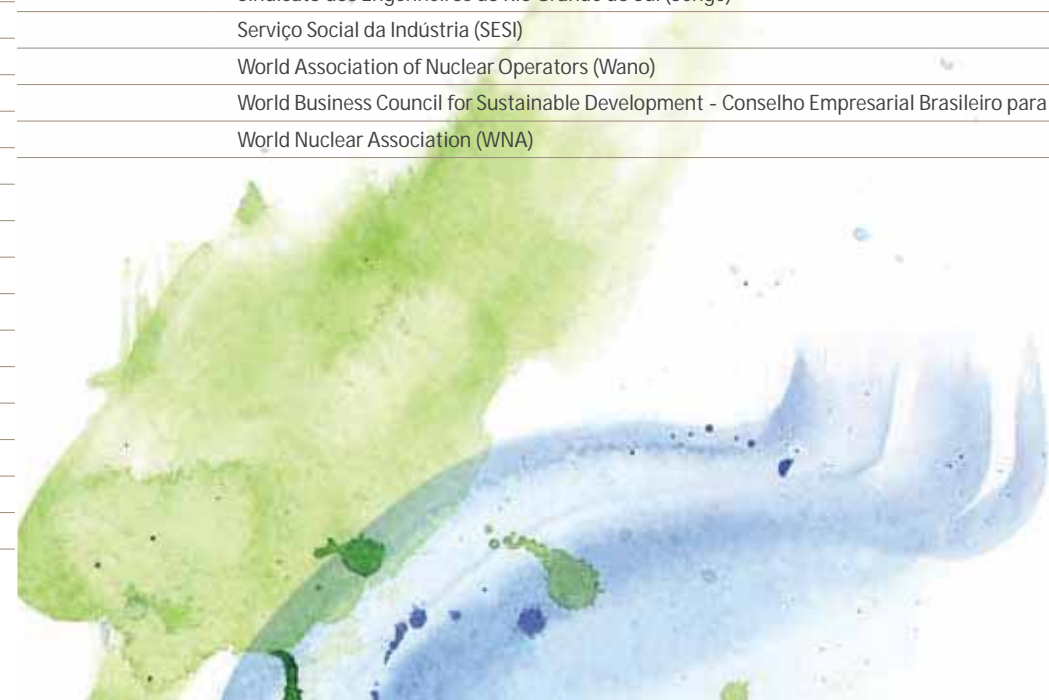 Serviço Social da Indústria (SESI)
World Association of Nuclear Operators (Wano)
World Business Council for Sustainable Development - Conselho Empresarial Brasileiro para
World Nuclear Association (WNA)